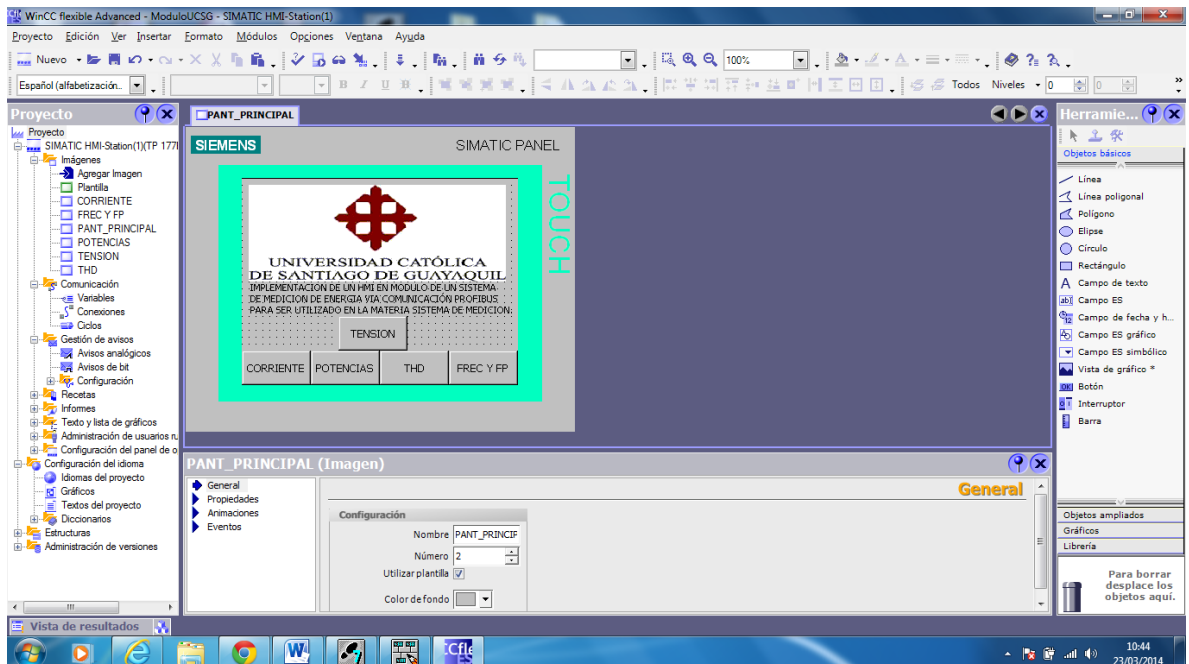 WinCC flexible Advanced - ModuloUCSG - SIMATIC HMI-Station(1)
Proyecto Edición Ver Insertar Formato Módulos Opciones Ventana Ayuda
Nuevo 100%
Español (alfabetización.. B I U Todos Niveles 0 0
Proyecto
Proyecto
SIMATIC HMI-Station(1)(TP 177
Imágenes
Agregar Imagen
Plantilla
CORRIENTE
FREC Y FP
PANT_PRINCIPAL
POTENCIAS
TENSION
THD
Comunicación
Variables
Conexiones
Ciclos
Gestión de avisos
Avisos analógicos
Avisos de bit
Configuración
Recetas
Informes
Texto y lista de gráficos
Administración de usuarios
Configuración del panel de o
Configuración del idioma
Idiomas del proyecto
Gráficos
Textos del proyecto
Diccionarios
Estructuras
Administración de versiones
PANT_PRINCIPAL
SIEMENS SIMATIC PANEL
TOUCH
UNIVERSIDAD CATÓLICA
DE SANTIAGO DE GUAYAQUIL
IMPLEMENTACION DE UN HMI EN MODULO DE UN SISTEMA
DE MEDICION DE ENERGIA VIA COMUNICACIÓN PROFIBUS
PARA SER UTILIZADO EN LA MATERIA SISTEMA DE MEDICION
TENSION
CORRIENTE POTENCIAS THD FREC Y FP
PANT_PRINCIPAL (Imagen)
General
Propiedades
Animaciones
Eventos
General
Configuración
Nombre PANT_PRINCIP
Número 2
Utilizar plantilla
Color de fondo
Herramie...
Objetos básicos
Línea
Línea poligonal
Polígono
Elipse
Círculo
Rectángulo
A Campo de texto
Campo ES
Campo de fecha y h...
Campo ES gráfico
Campo ES simbólico
Vista de gráfico *
OK Botón
Interruptor
Barra
Objetos ampliados
Gráficos
Librería
Para borrar
desplace los
objetos aquí.
Vista de resultados
10:44
23/03/2014